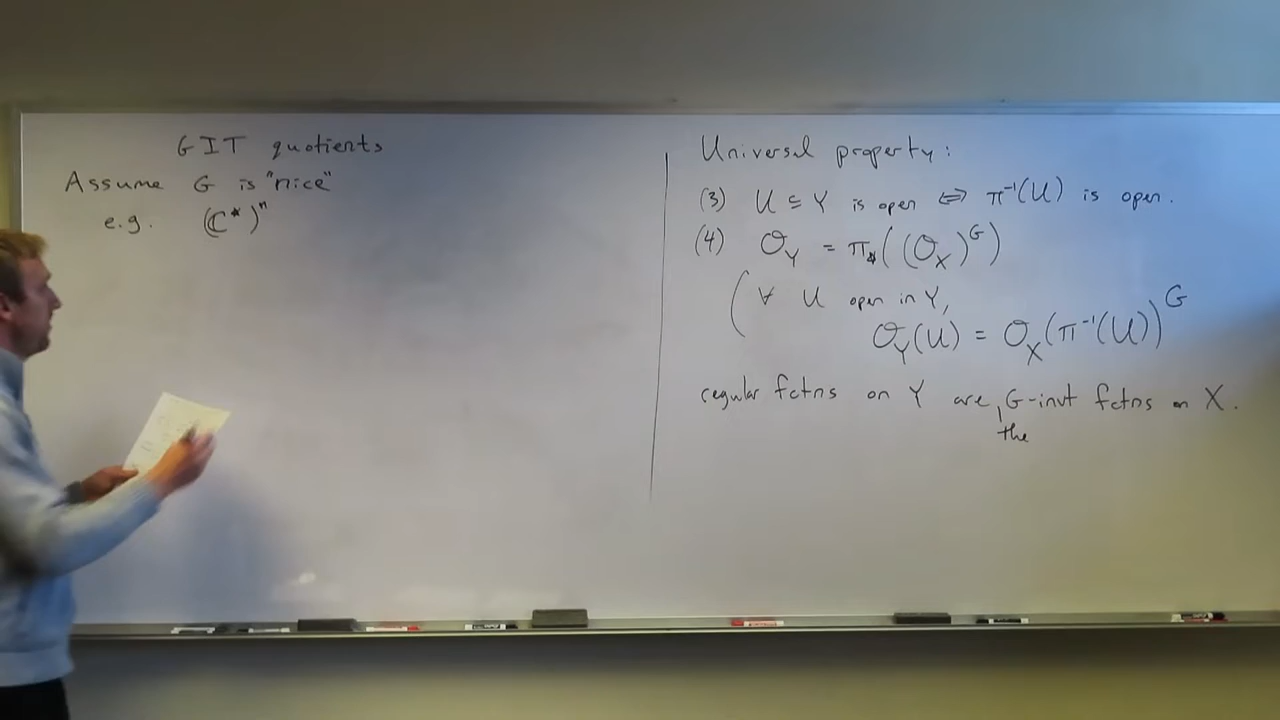 GIT quotients
Assume G is "nice"
e.g. (ℂ*)ⁿ
Universal property:
(3) U ⊆ Y is open ⇔ π⁻¹(U) is open.
(4) 𝒪_Y = π_*((𝒪_X)^G)
( ∀ U open in Y,
𝒪_Y(U) = 𝒪_X(π⁻¹(U))^G
regular fctns on Y are, G-invt fctns on X.
the